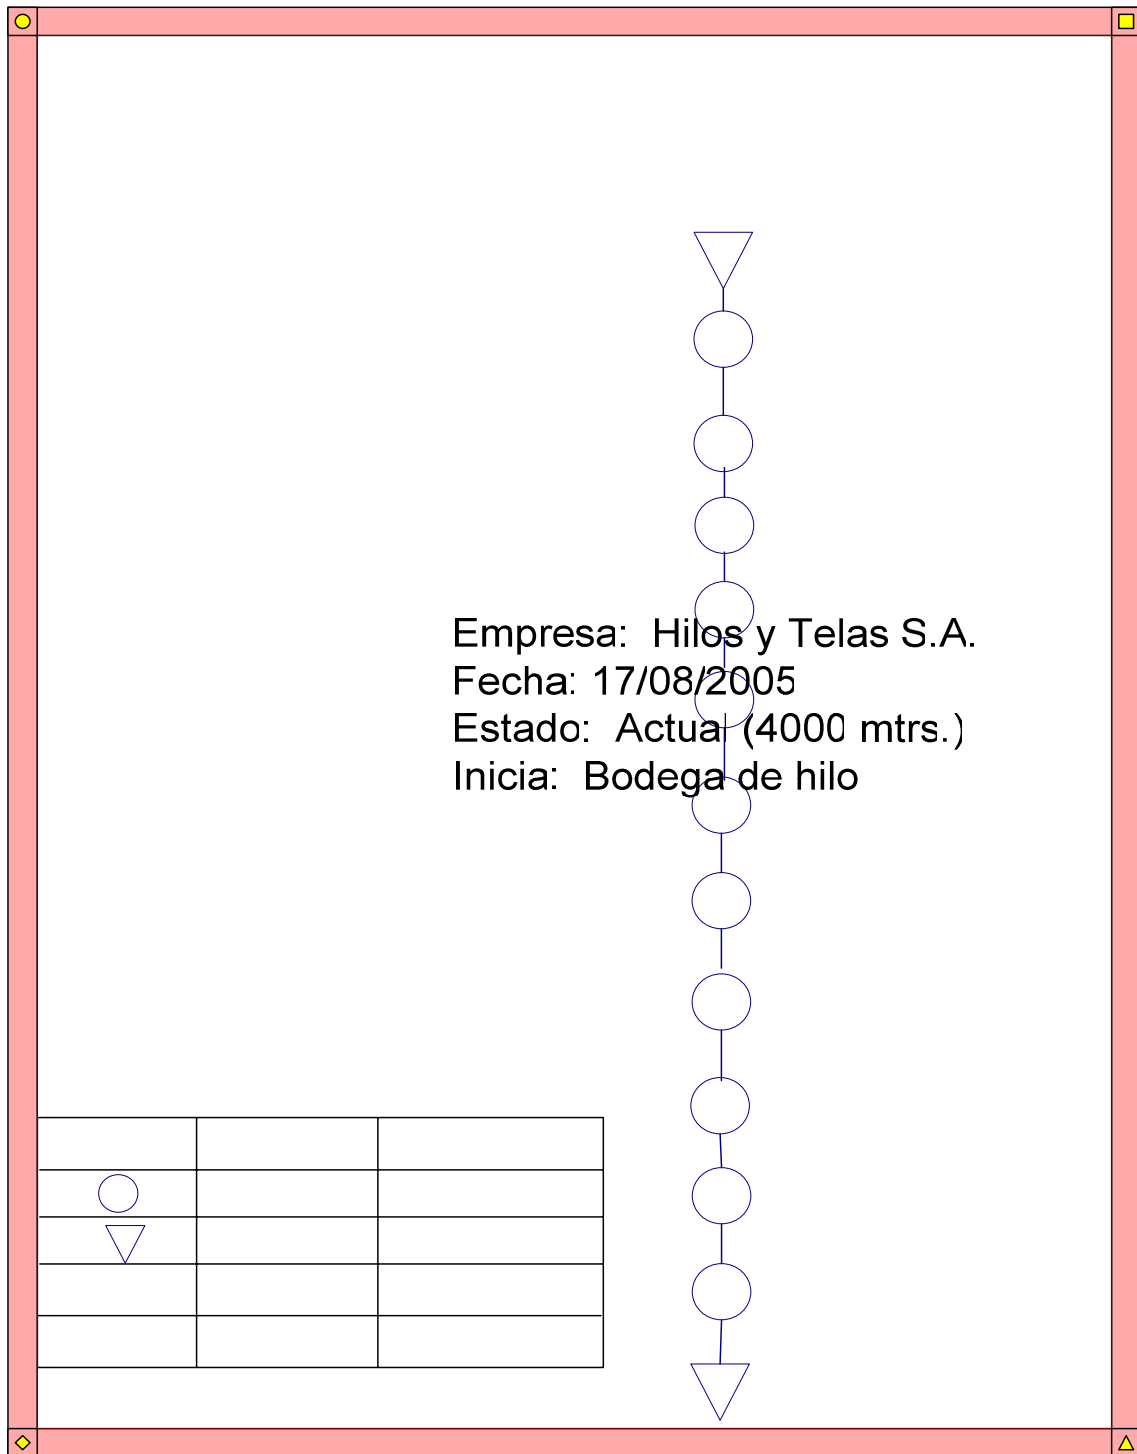 Empresa: Hilos y Telas S.A.
Fecha: 17/08/2005
Estado: Actual (4000 mtrs.)
Inicia: Bodega de hilo